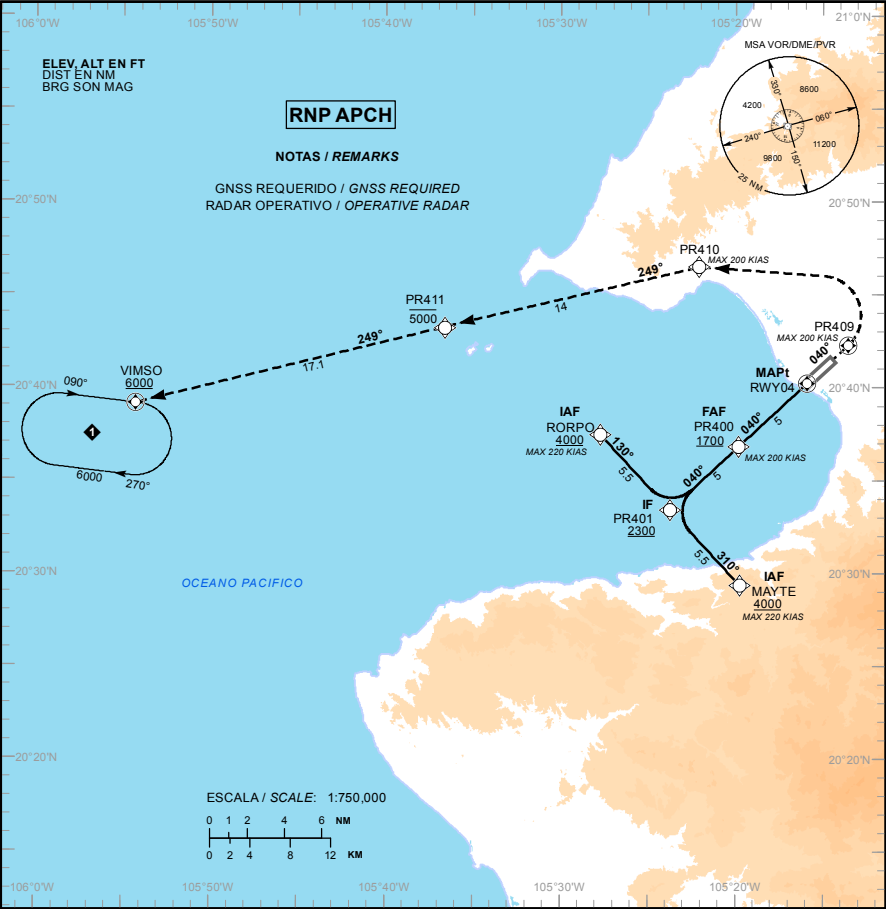 106°0'W
105°50'W
105°40'W
105°30'W
105°20'W
21°0'N
ELEV, ALT EN FT
DIST EN NM
BRG SON MAG
RNP APCH
NOTAS / REMARKS
GNSS REQUERIDO / GNSS REQUIRED
RADAR OPERATIVO / OPERATIVE RADAR
MSA VOR/DME/PVR
330°
8600
4200
060°
240°
11200
9800
150°
25 NM
20°50'N
20°50'N
PR410
MAX 200 KIAS
249°
14
PR411
5000
249°
17.1
PR409
MAX 200 KIAS
040°
MAPt
RWY04
VIMSO
6000
090°
1
6000
270°
20°40'N
20°40'N
IAF
RORPO
4000
MAX 220 KIAS
130°
5.5
FAF
PR400
1700
MAX 200 KIAS
040°
5
040°
5
IF
PR401
2300
310°
5.5
IAF
MAYTE
4000
MAX 220 KIAS
20°30'N
20°30'N
OCEANO PACIFICO
20°20'N
20°20'N
ESCALA / SCALE: 1:750,000
0 1 2 4 6 NM
0 2 4 8 12 KM
106°0'W
105°50'W
105°40'W
105°30'W
105°20'W